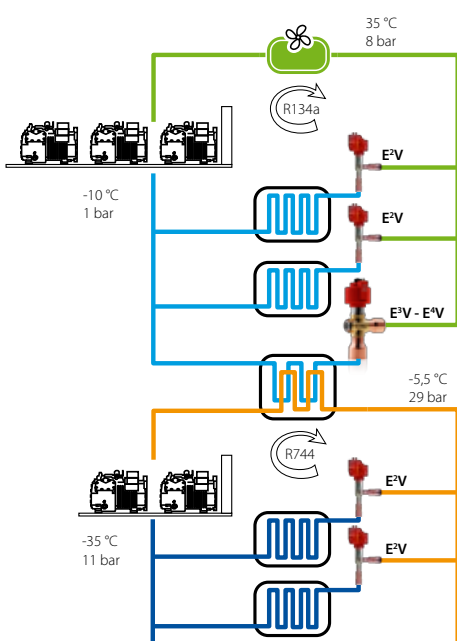 35 °C
8 bar
R134a
E²V
-10 °C
1 bar
E²V
E³V - E⁴V
-5,5 °C
29 bar
R744
E²V
-35 °C
11 bar
E²V